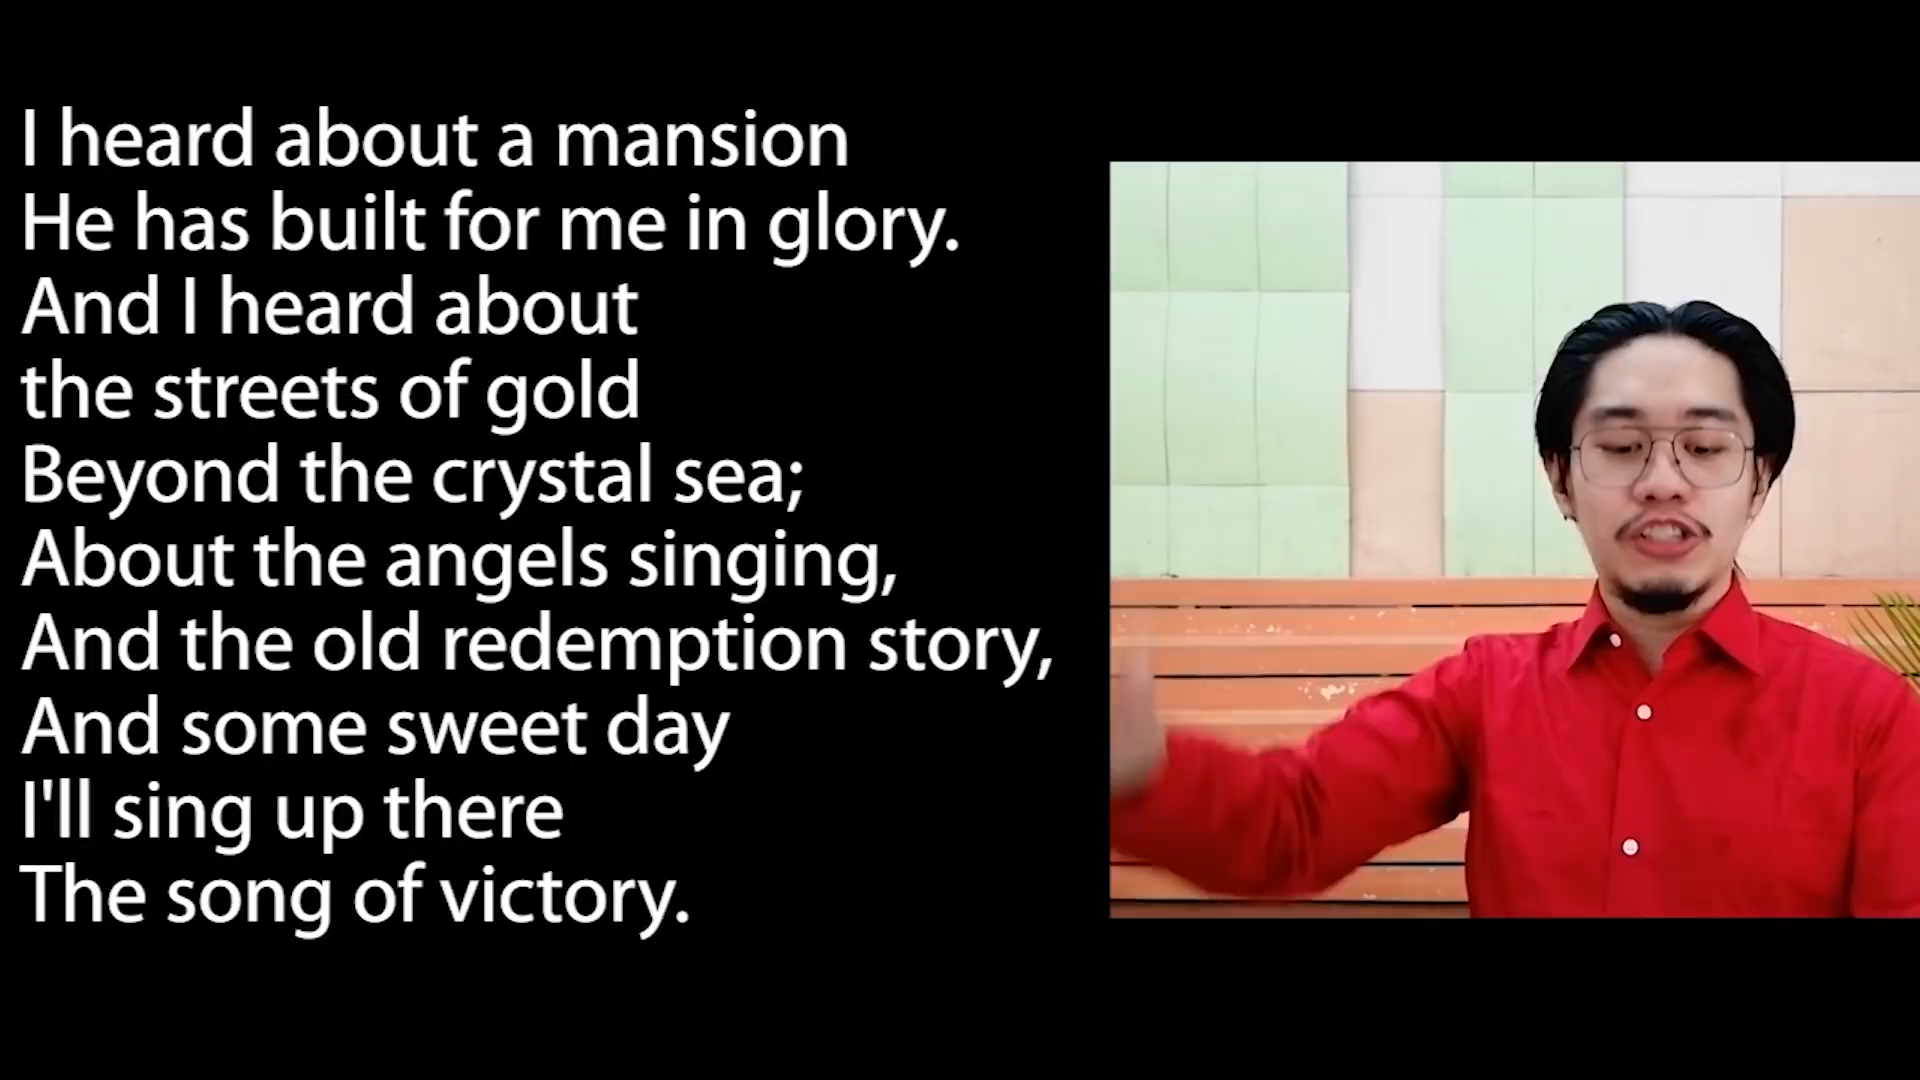 I heard about a mansion
He has built for me in glory.
And I heard about
the streets of gold
Beyond the crystal sea;
About the angels singing,
And the old redemption story,
And some sweet day
I'll sing up there
The song of victory.